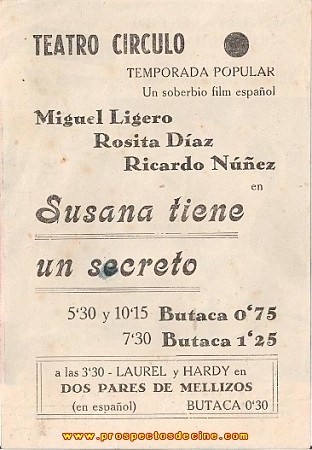 TEATRO CIRCULO
TEMPORADA POPULAR
Un soberbio film español
Miguel Ligero
Rosita Díaz
Ricardo Núñez
en
Susana tiene
un secreto
5'30 y 10'15 Butaca 0'75
7'30 Butaca 1'25
a las 3'30 - LAUREL y HARDY en
DOS PARES DE MELLIZOS
(en español) BUTACA 0'30
www.prospectosdecine.com